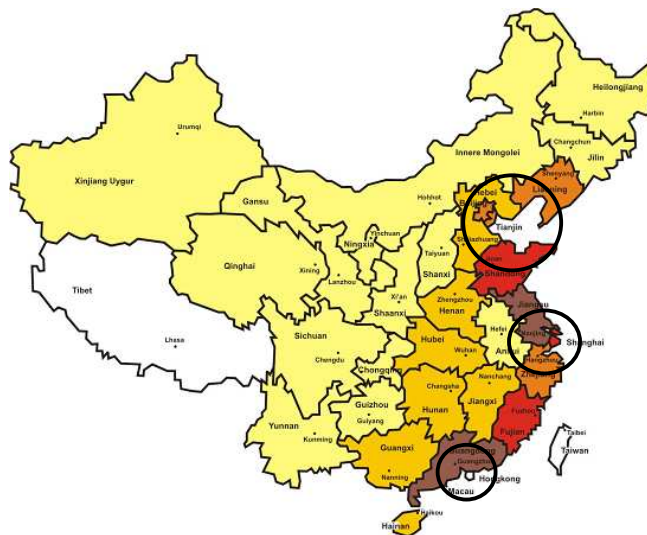 Heilongjiang
Harbin
Urumqi
Changchun
Innere Mongolei
Jilin
Xinjiang Uygur
Shenyang
Liaoning
Hebei
Gansu
Hohhot
Beijing
Tianjin
Yinchuan
Ningxia
Shijiazhuang
Taiyuan
Jinan
Qinghai
Xining
Shanxi
Shandong
Lanzhou
Tibet
Xi'an
Zhengzhou
Henan
Jiangsu
Shaanxi
Hefei
Nanjing
Shanghai
Lhasa
Sichuan
Hubei
Wuhan
Anhui
Hangzhou
Chengdu
Chongqing
Zhejiang
Nanchang
Changsha
Guizhou
Hunan
Jiangxi
Fuzhou
Guiyang
Yunnan
Fujian
Kunming
Taibei
Guangxi
Guangdong
Taiwan
Guangzhou
Nanning
Hongkong
Macau
Haikou
Hainan